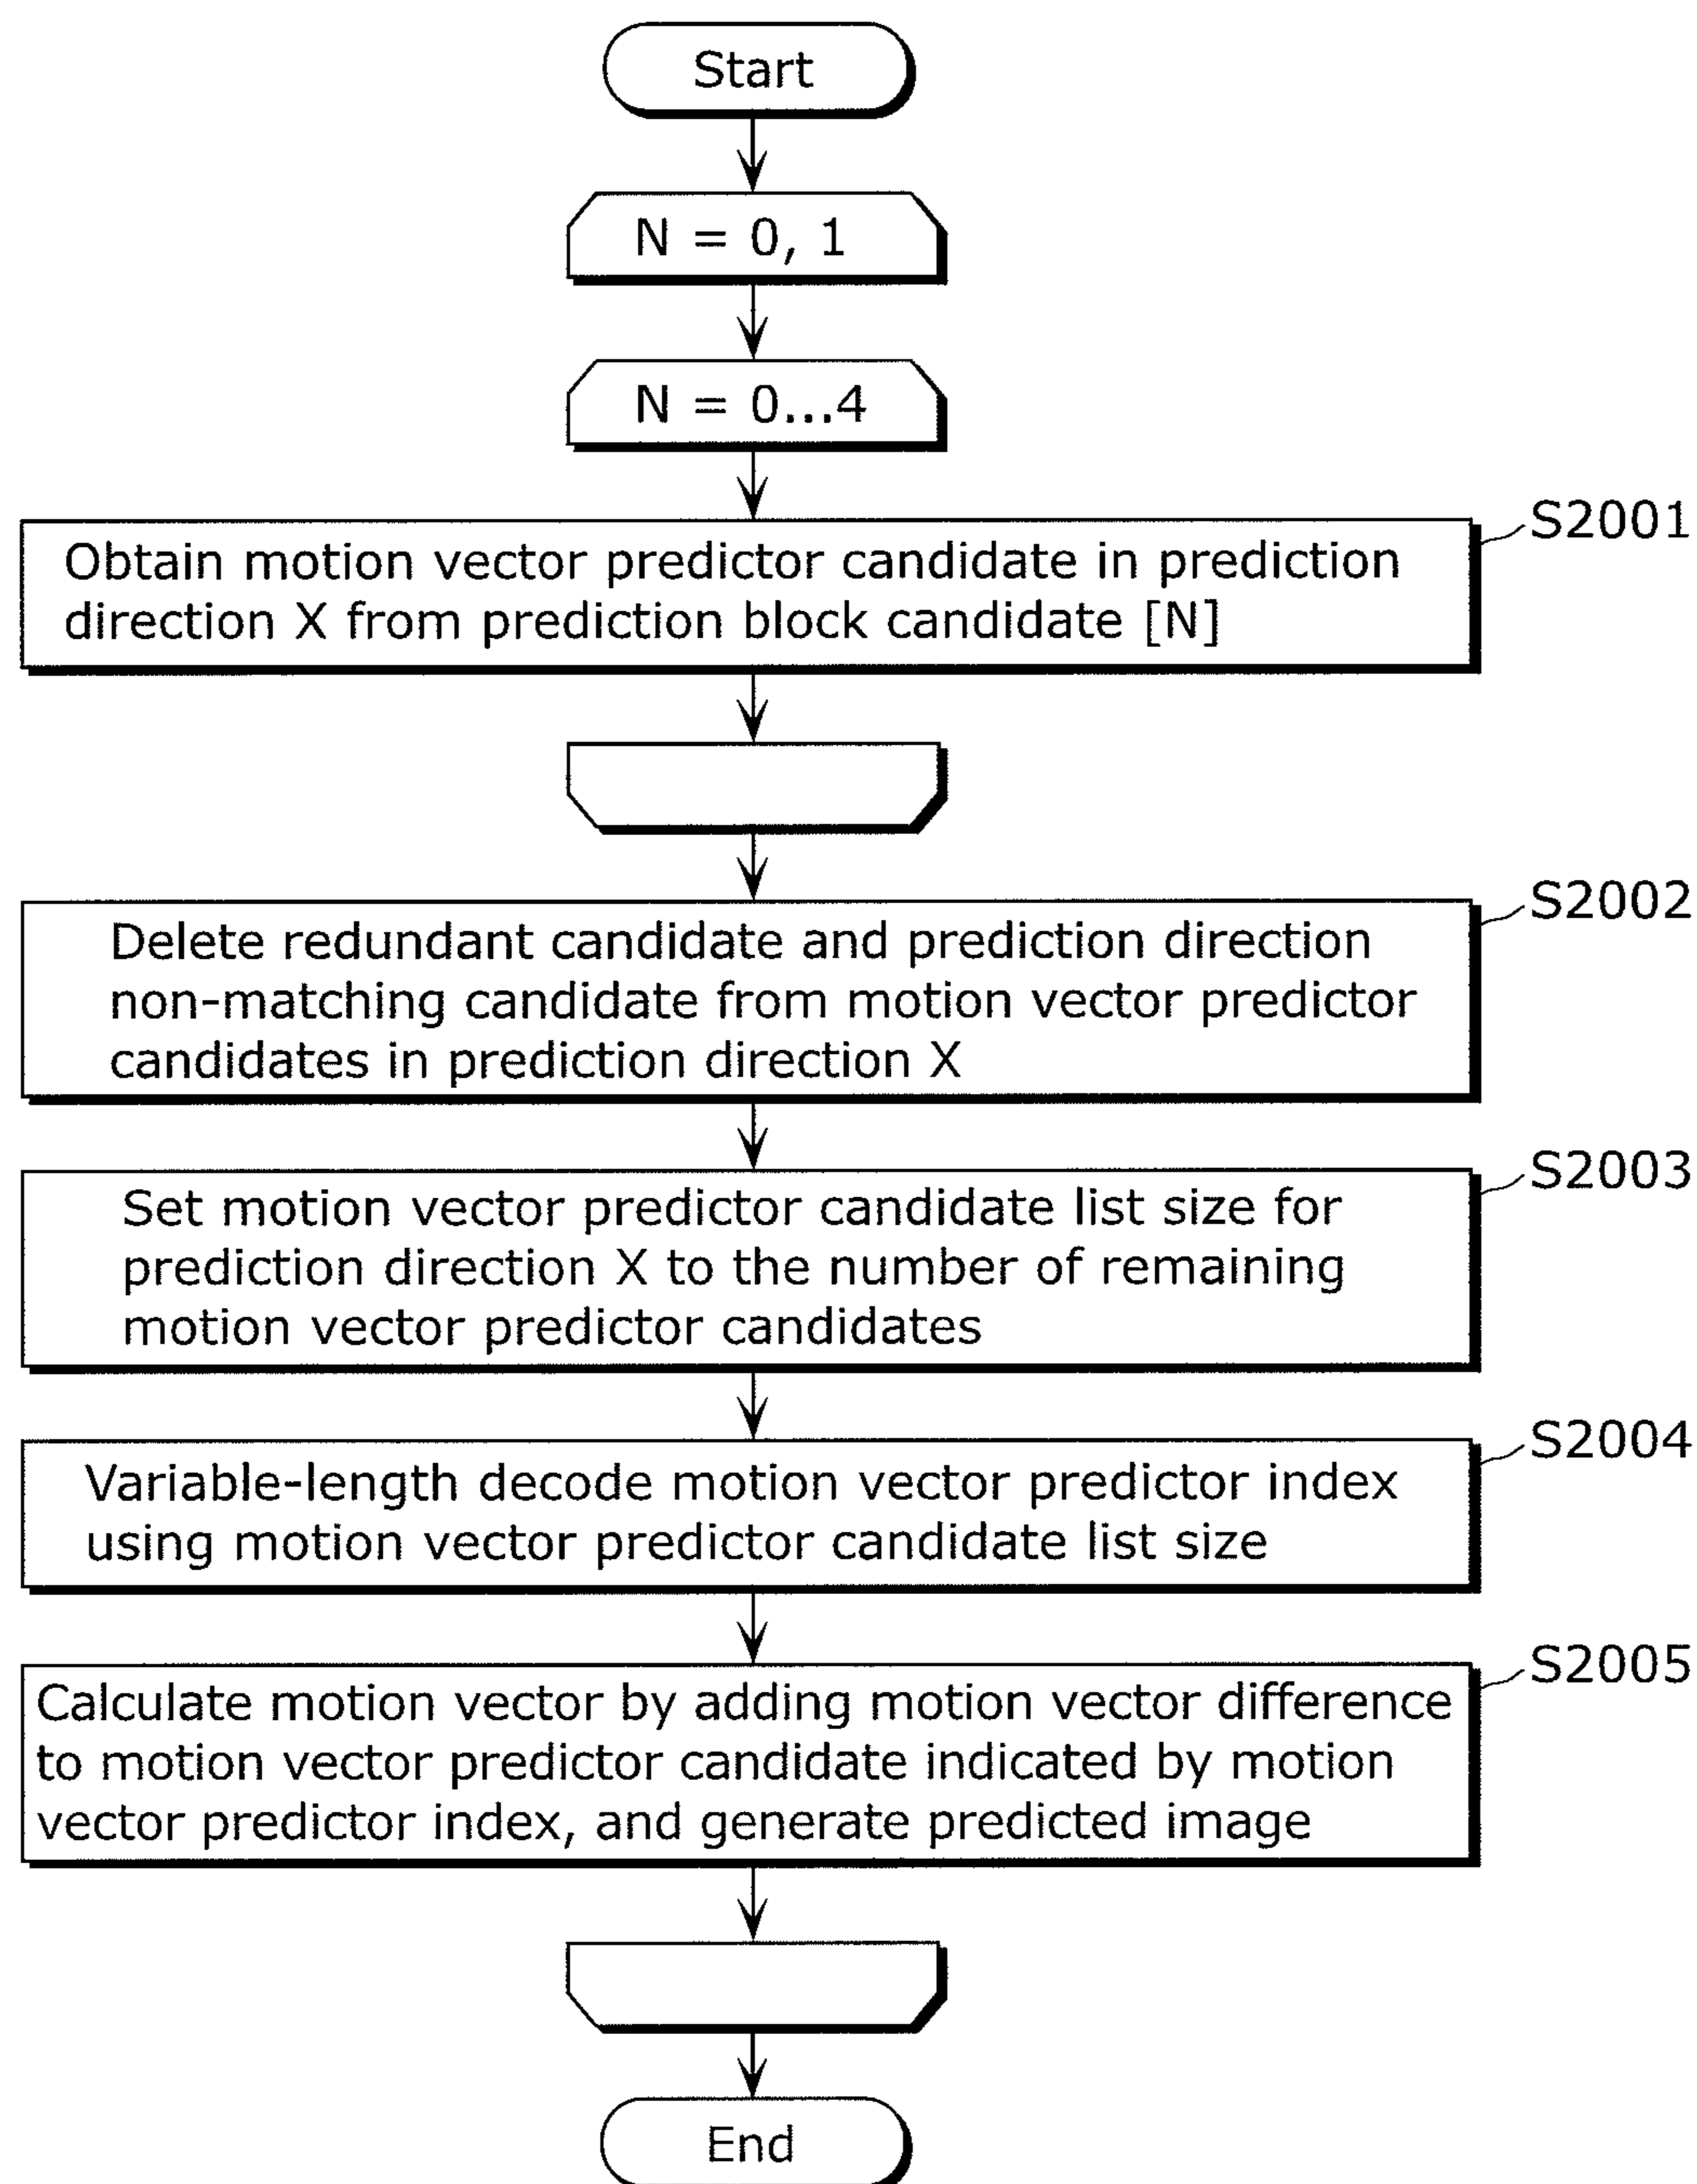 Start
N = 0, 1
N = 0...4
S2001
Obtain motion vector predictor candidate in prediction
direction X from prediction block candidate [N]
S2002
Delete redundant candidate and prediction direction
non-matching candidate from motion vector predictor
candidates in prediction direction X
S2003
Set motion vector predictor candidate list size for
prediction direction X to the number of remaining
motion vector predictor candidates
S2004
Variable-length decode motion vector predictor index
using motion vector predictor candidate list size
S2005
Calculate motion vector by adding motion vector difference
to motion vector predictor candidate indicated by motion
vector predictor index, and generate predicted image
End